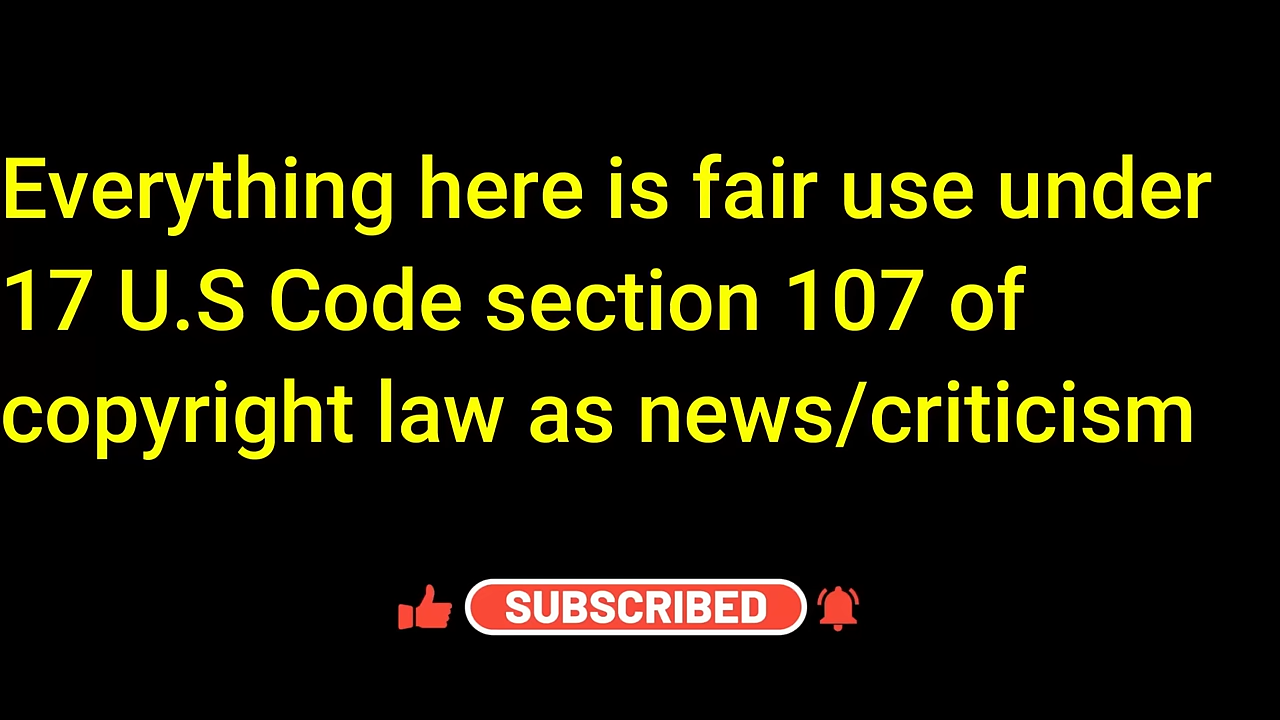 Everything here is fair use under
17 U.S Code section 107 of
copyright law as news/criticism
SUBSCRIBED